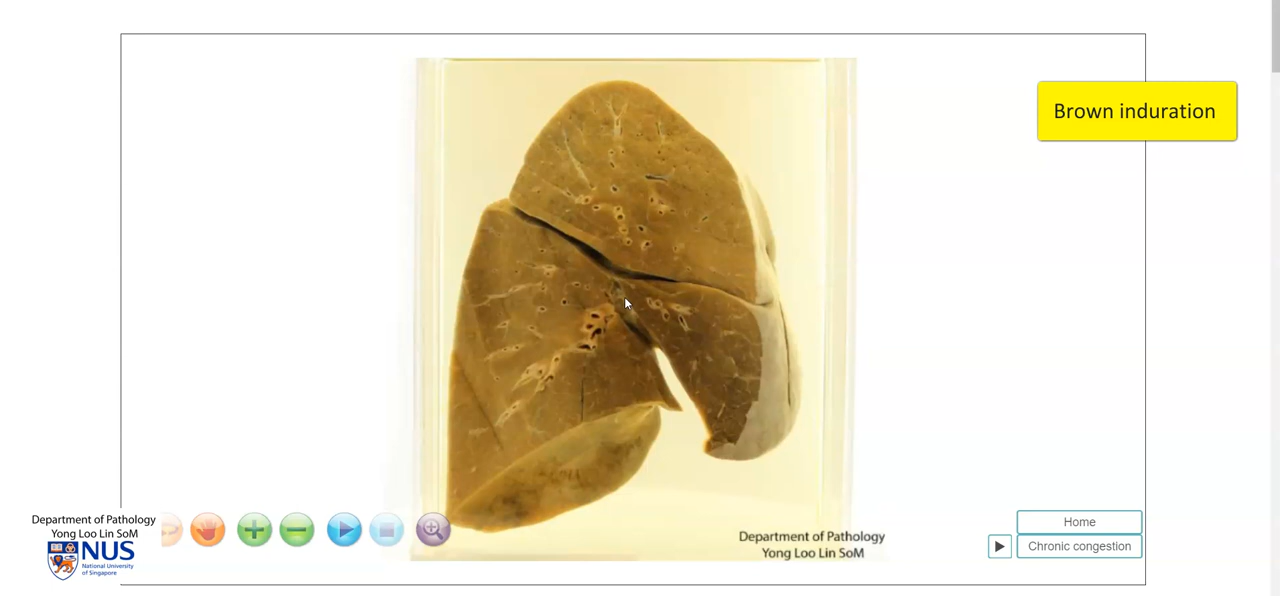 Brown induration
Department of Pathology
Yong Loo Lin SoM
NUS
National University
of Singapore
Department of Pathology
Yong Loo Lin SoM
Home
Chronic congestion